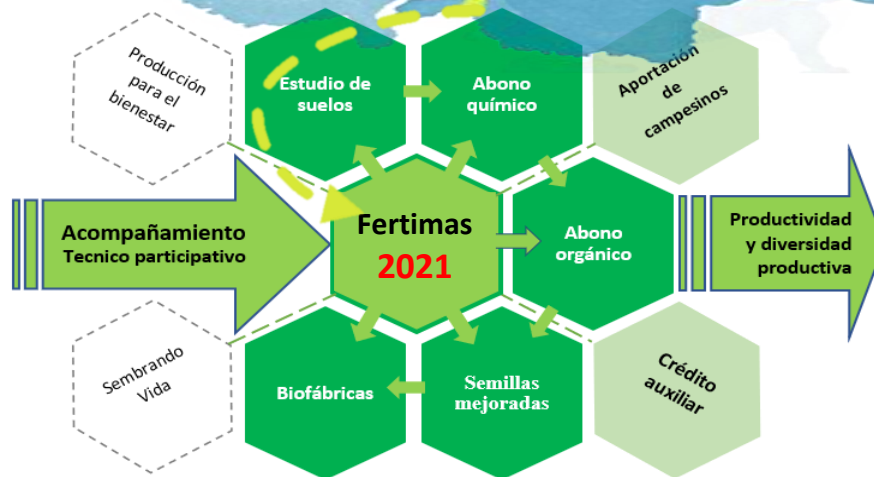 Producción
para el
bienestar
Estudio de
suelos
Abono
químico
Aportación
de
campesinos
Acompañamiento
Tecnico participativo
Fertimas
2021
Abono
orgánico
Productividad
y diversidad
productiva
Sembrando
Vida
Biofábricas
Semillas
mejoradas
Crédito
auxiliar